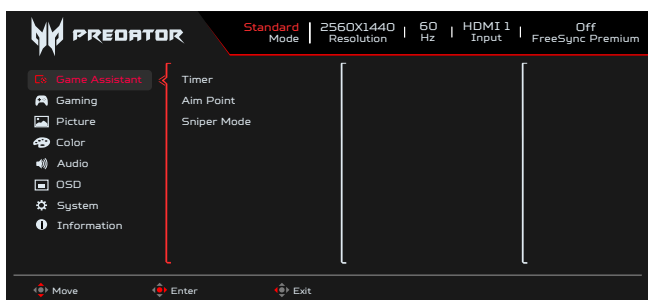 PREDATOR
Standard Mode
2560X1440 Resolution
60 Hz
HDMI 1 Input
Off FreeSync Premium
Game Assistant
Timer
Gaming
Aim Point
Picture
Sniper Mode
Color
Audio
OSD
System
Information
Move
Enter
Exit